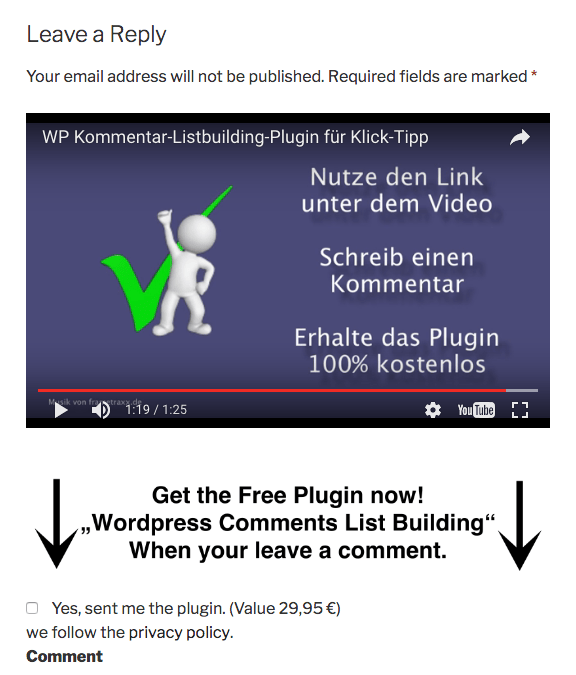 Leave a Reply
Your email address will not be published. Required fields are marked *
WP Kommentar-Listbuilding-Plugin für Klick-Tipp
Nutze den Link
unter dem Video
Schreib einen
Kommentar
Erhalte das Plugin
100% kostenlos
Musik von
1:19 / 1:25
YouTube
Get the Free Plugin now!
„Wordpress Comments List Building“
When your leave a comment.
Yes, sent me the plugin. (Value 29,95 €)
we follow the privacy policy.
Comment